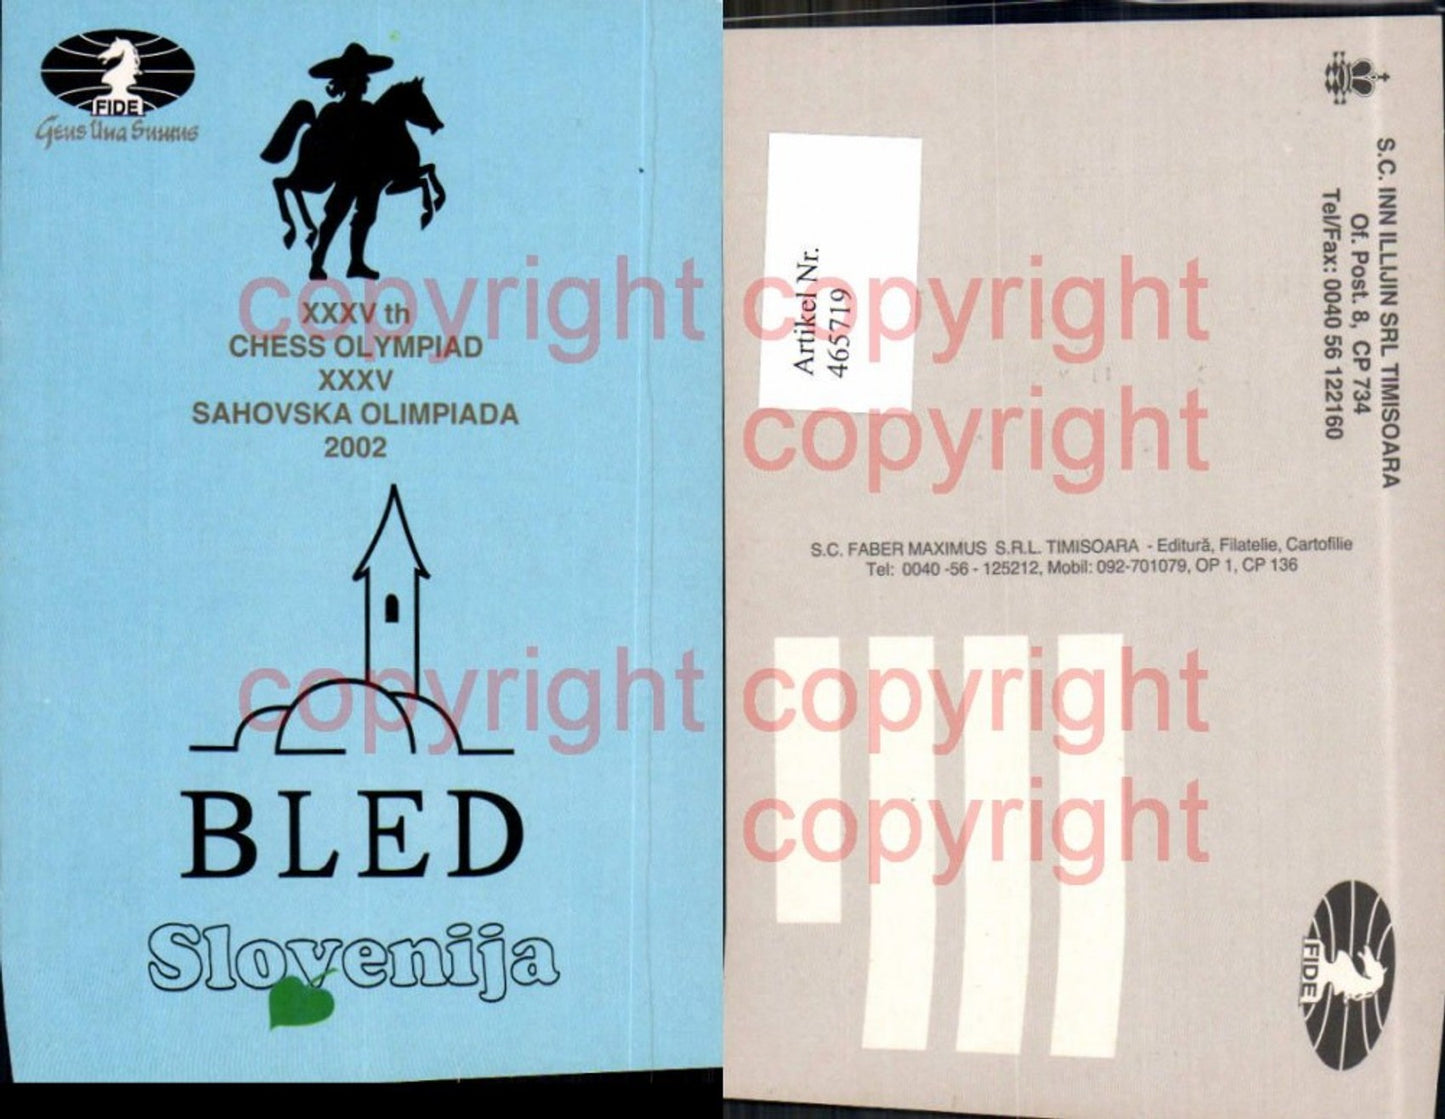 FIDE
Gens Una Sumus
XXXV th
CHESS OLYMPIAD
XXXV
SAHOVSKA OLIMPIADA
2002
BLED
Slovenija
copyright
copyright
S.C. INN ILLIJIN SRL TIMISOARA
Of. Post. 8, CP 734
Tel/Fax: 0040 56 122160
Artikel Nr.
465719
copyright
copyright
S.C. FABER MAXIMUS S.R.L. TIMISOARA - Editură, Filatelie, Cartofilie
Tel: 0040 -56 - 125212, Mobil: 092-701079, OP 1, CP 136
copyright
copyright
FIDE